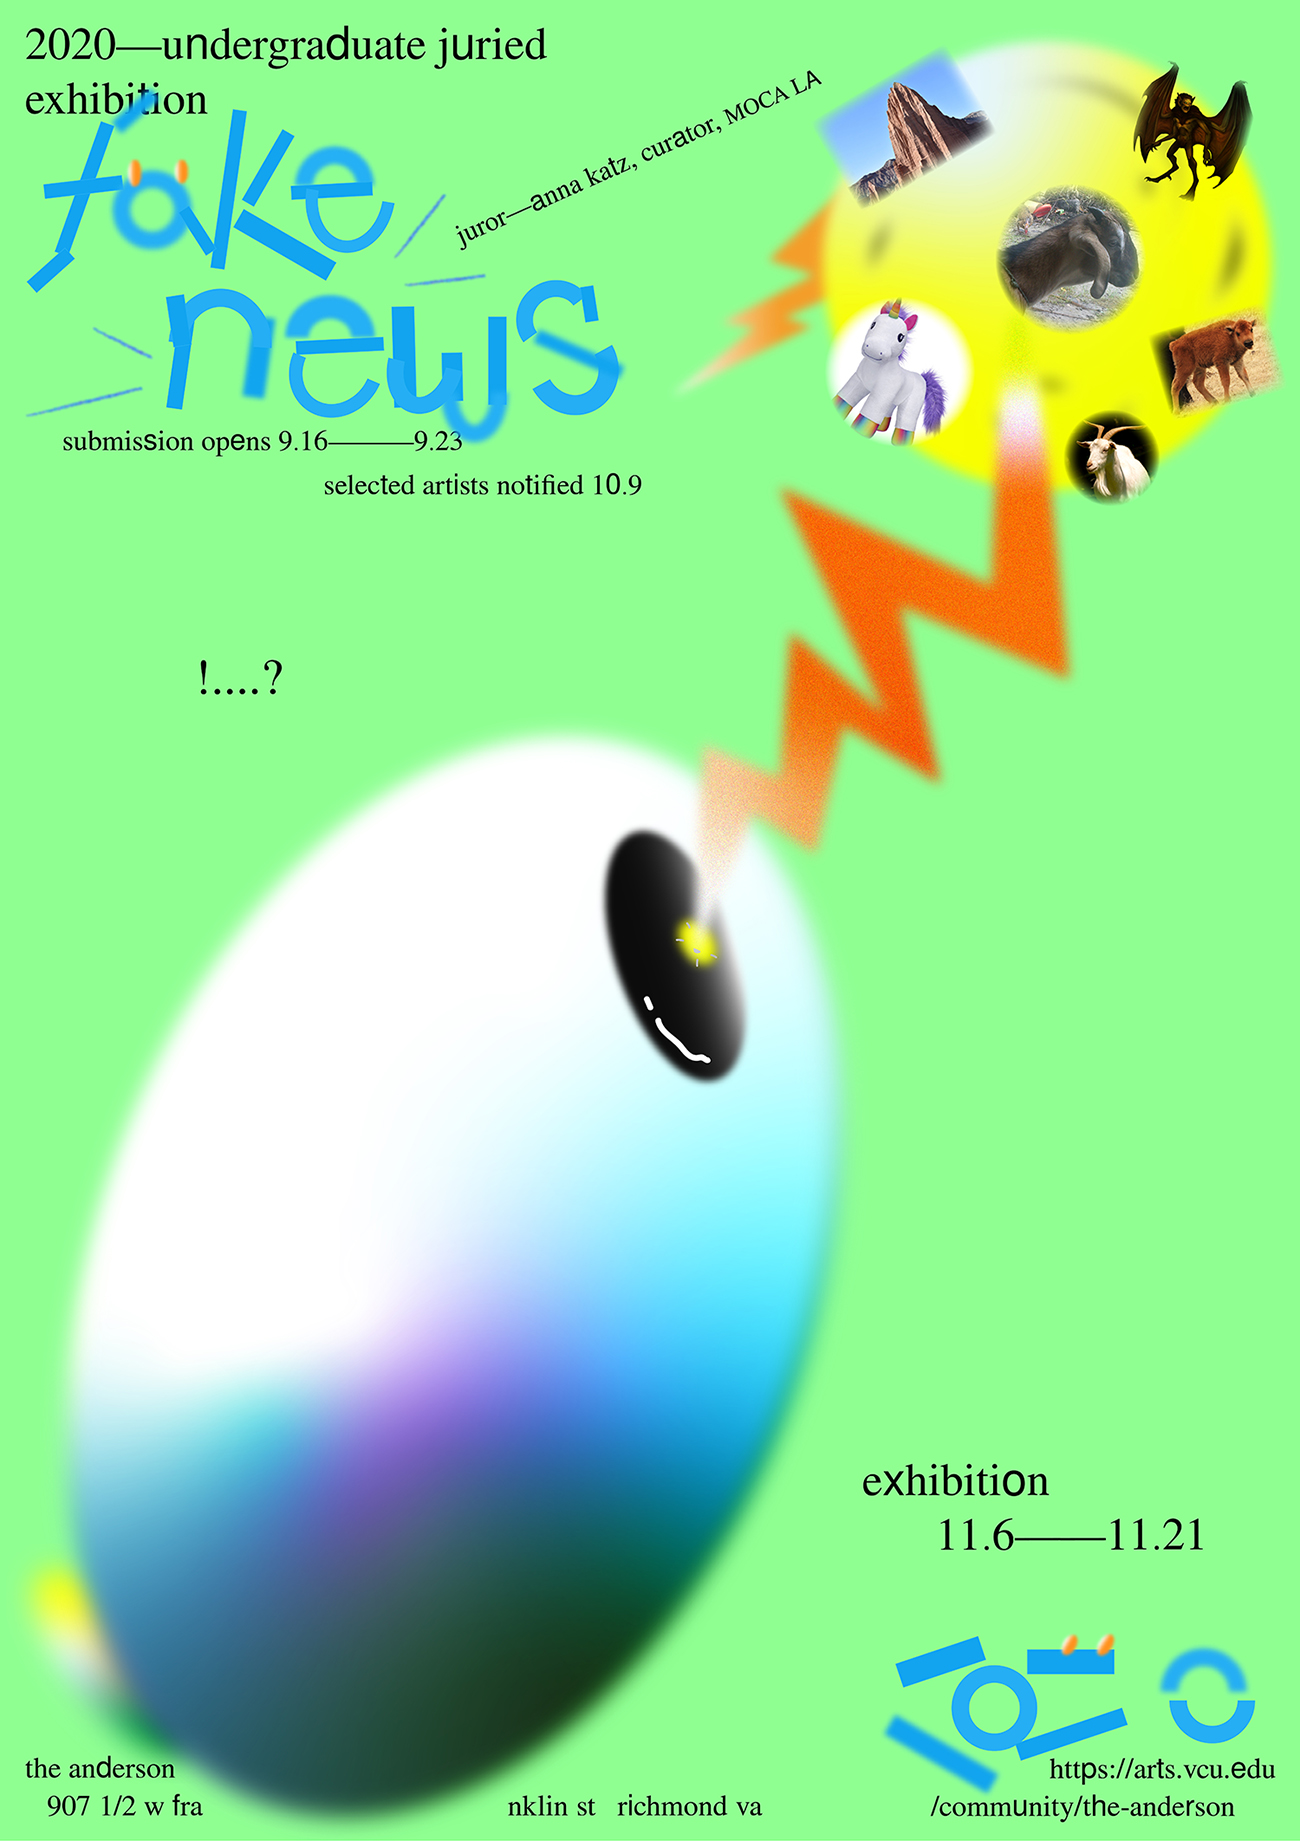 2020—undergraduate juried
exhibition
fake
news
juror—anna katz, curator, MOCA LA
submission opens 9.16———9.23
selected artists notified 10.9
!....?
exhibition
11.6——11.21
the anderson
907 1/2 w fra nklin st richmond va
https://arts.vcu.edu
/community/the-anderson